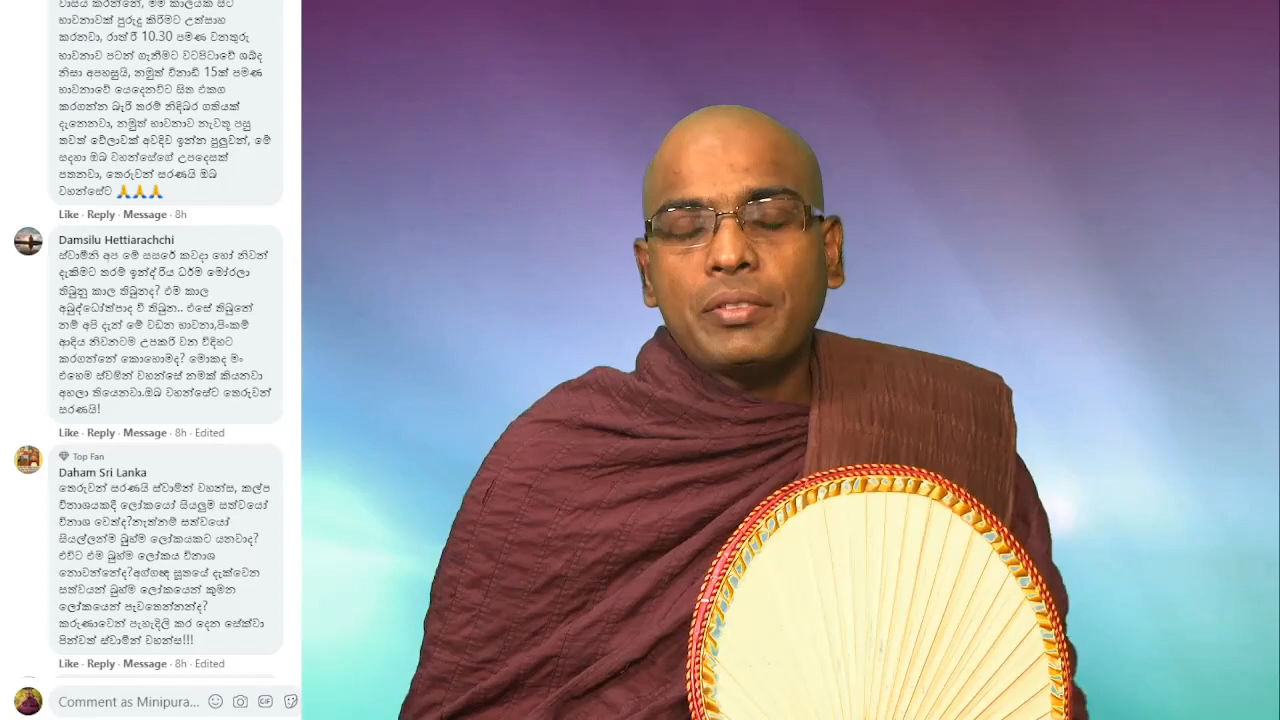 වාසය කරන්නේ, මම කාලයක සිට
භාවනාවක් පුරුදු කිරීමට උත්සාහ
කරනවා, රාත්‍රී 10.30 පමණ වනතුරු
භාවනාව පටන් ගැනීමට වටපිටාවේ ශබ්ද
නිසා අපහසුයි, නමුත් විනාඩි 15ක් පමණ
භාවනාවේ යෙදෙනවිට සිත එකග
කරගන්න බැරි තරම් නිදිබර ගතියක්
දැනෙනවා, නමුත් භාවනාව නැවතූ පසු
තවත් වේලාවක් අවදිව ඉන්න පුලුවන්, මේ
සදහා ඔබ වහන්සේගේ උපදෙසක්
පතනවා, තෙරුවන් සරණයි ඔබ
වහන්සේට 🙏🙏🙏
Like · Reply · Message · 8h
Damsilu Hettiarachchi
ස්වාමීනි අප මේ සසරේ කවදා හෝ නිවන්
දැකීමට තරම් ඉන්ද්‍රිය ධර්ම මෝරලා
තිබුනු කාල තිබුනද? එම කාල
අබුද්ධෝත්පාද වී තිබුන.. එසේ තිබුනේ
නම් අපි දැන් මේ වඩන භාවනා,පිංකම්
ආදිය නිවනටම උපකාරී වන විදිහට
කරගන්නේ කොහොමද? මොකද මං
එහෙම ස්වමීන් වහන්සේ නමක් කියනවා
අහලා තියෙනවා.ඔබ වහන්සේට තෙරුවන්
සරණයි!
Like · Reply · Message · 8h · Edited
Top Fan
Daham Sri Lanka
තෙරුවන් සරණයි ස්වාමීන් වහන්ස, කල්ප
විනාශයකදී ලෝකයෝ සියලුම සත්වයෝ
විනාශ වෙත්ද?නැත්නම් සත්වයෝ
සියල්ලන්ම බ්‍රහ්ම ලෝකයකට යනවාද?
එවිට එම බ්‍රහ්ම ලෝකය විනාශ
නොවන්නේද?අග්ගඤ සූතයේ දැක්වෙන
සත්වයන් බ්‍රහ්ම ලෝකයෙන් කුමන
ලෝකයෙන් පැවතෙන්නන්ද?
කරුණාවෙන් පැහැදිලි කර දෙන සේක්වා
පින්වත් ස්වාමීන් වහන්ස!!!
Like · Reply · Message · 8h · Edited
Comment as Minipura...
GIF